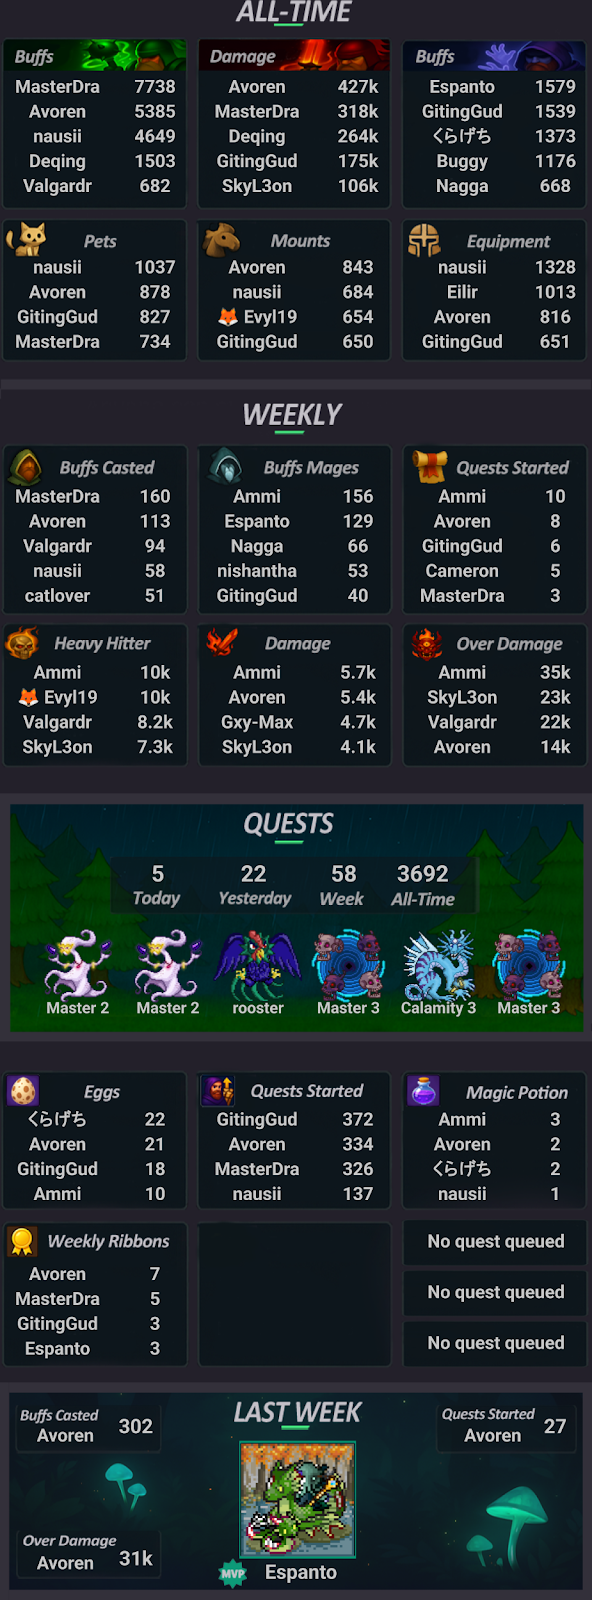 ALL-TIME
Buffs
MasterDra 7738
Avoren 5385
nausii 4649
Deqing 1503
Valgardr 682
Damage
Avoren 427k
MasterDra 318k
Deqing 264k
GitingGud 175k
SkyL3on 106k
Buffs
Espanto 1579
GitingGud 1539
くらげち 1373
Buggy 1176
Nagga 668
Pets
nausii 1037
Avoren 878
GitingGud 827
MasterDra 734
Mounts
Avoren 843
nausii 684
🦊 Evyl19 654
GitingGud 650
Equipment
nausii 1328
Eilir 1013
Avoren 816
GitingGud 651
WEEKLY
Buffs Casted
MasterDra 160
Avoren 113
Valgardr 94
nausii 58
catlover 51
Buffs Mages
Ammi 156
Espanto 129
Nagga 66
nishantha 53
GitingGud 40
Quests Started
Ammi 10
Avoren 8
GitingGud 6
Cameron 5
MasterDra 3
Heavy Hitter
Ammi 10k
🦊 Evyl19 10k
Valgardr 8.2k
SkyL3on 7.3k
Damage
Ammi 5.7k
Avoren 5.4k
Gxy-Max 4.7k
SkyL3on 4.1k
Over Damage
Ammi 35k
SkyL3on 23k
Valgardr 22k
Avoren 14k
QUESTS
5 22 58 3692
Today Yesterday Week All-Time
Master 2 Master 2 rooster Master 3 Calamity 3 Master 3
Eggs
くらげち 22
Avoren 21
GitingGud 18
Ammi 10
Quests Started
GitingGud 372
Avoren 334
MasterDra 326
nausii 137
Magic Potion
Ammi 3
Avoren 2
くらげち 2
nausii 1
Weekly Ribbons
Avoren 7
MasterDra 5
GitingGud 3
Espanto 3
No quest queued
No quest queued
No quest queued
LAST WEEK
Buffs Casted
Avoren 302
Quests Started
Avoren 27
Over Damage
Avoren 31k
MVP Espanto